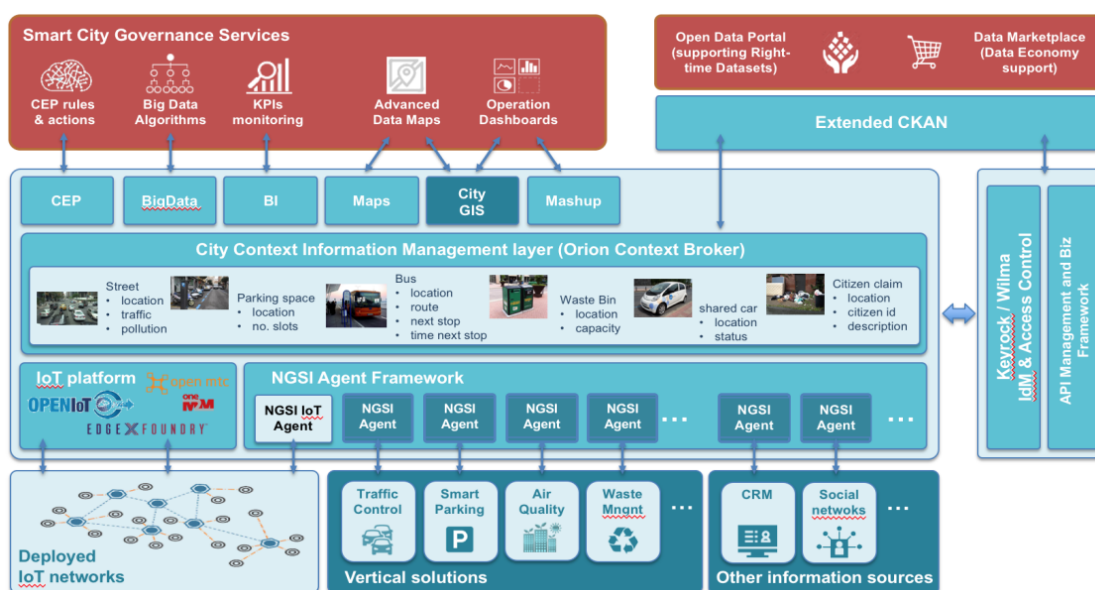 Smart City Governance Services
CEP rules
& actions
Big Data
Algorithms
KPIs
monitoring
Advanced
Data Maps
Operation
Dashboards
Open Data Portal
(supporting Right-
time Datasets)
Data Marketplace
(Data Economy
support)
Extended CKAN
CEP
BigData
BI
Maps
City
GIS
Mashup
City Context Information Management layer (Orion Context Broker)
Street
• location
• traffic
• pollution
Parking space
• location
• no. slots
Bus
• location
• route
• next stop
• time next stop
Waste Bin
• location
• capacity
shared car
• location
• status
Citizen claim
• location
• citizen id
• description
Keyrock / Wilma
IdM & Access Control
API Management and Biz
Framework
IoT platform
OPENIoT
one
M2M
EDGE X FOUNDRY
NGSI Agent Framework
NGSI IoT
Agent
NGSI
Agent
NGSI
Agent
NGSI
Agent
NGSI
Agent
...
NGSI
Agent
NGSI
Agent
...
Deployed
IoT networks
Traffic
Control
Smart
Parking
P
Air
Quality
Waste
Mngnt
...
Vertical solutions
CRM
Social
netwoks
...
Other information sources